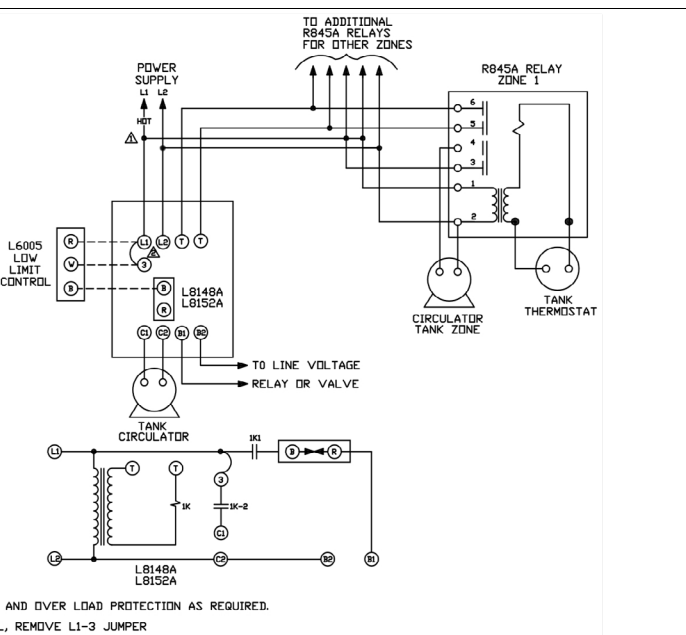 TO ADDITIONAL
R845A RELAYS
FOR OTHER ZONES
POWER
SUPPLY
L1 L2
HOT
1
R845A RELAY
ZONE 1
6
5
4
3
1
2
L6005
LOW
LIMIT
CONTROL
R
W
B
L1 L2 T T
2
3
B
R
L8148A
L8152A
C1 C2 B1 B2
TO LINE VOLTAGE
RELAY OR VALVE
TANK
CIRCULATOR
CIRCULATOR
TANK ZONE
TANK
THERMOSTAT
L1
1K1
B R
T T
3
1K
1K-2
C1
L2
C2
B2
B1
L8148A
L8152A
AND OVER LOAD PROTECTION AS REQUIRED.
L, REMOVE L1-3 JUMPER